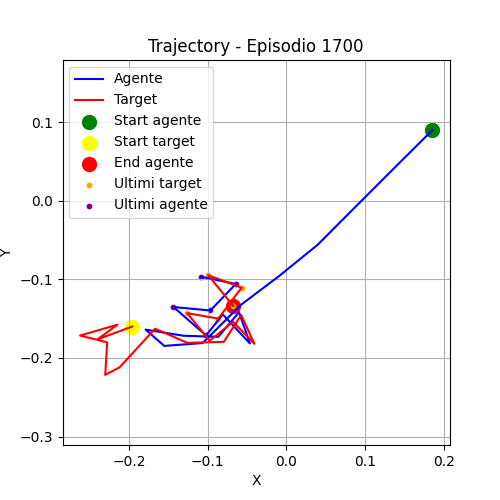 Trajectory - Episodio 1700
Agente
Target
Start agente
Start target
End agente
Ultimi target
Ultimi agente
0.1
0.0
−0.1
−0.2
−0.3
Y
−0.2
−0.1
0.0
0.1
0.2
X